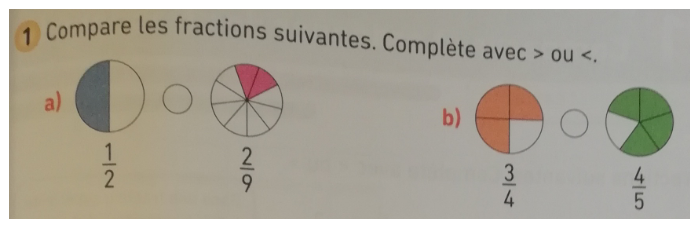 1 Compare les fractions suivantes. Complète avec > ou <.
a) 1/2 2/9
b) 3/4 4/5